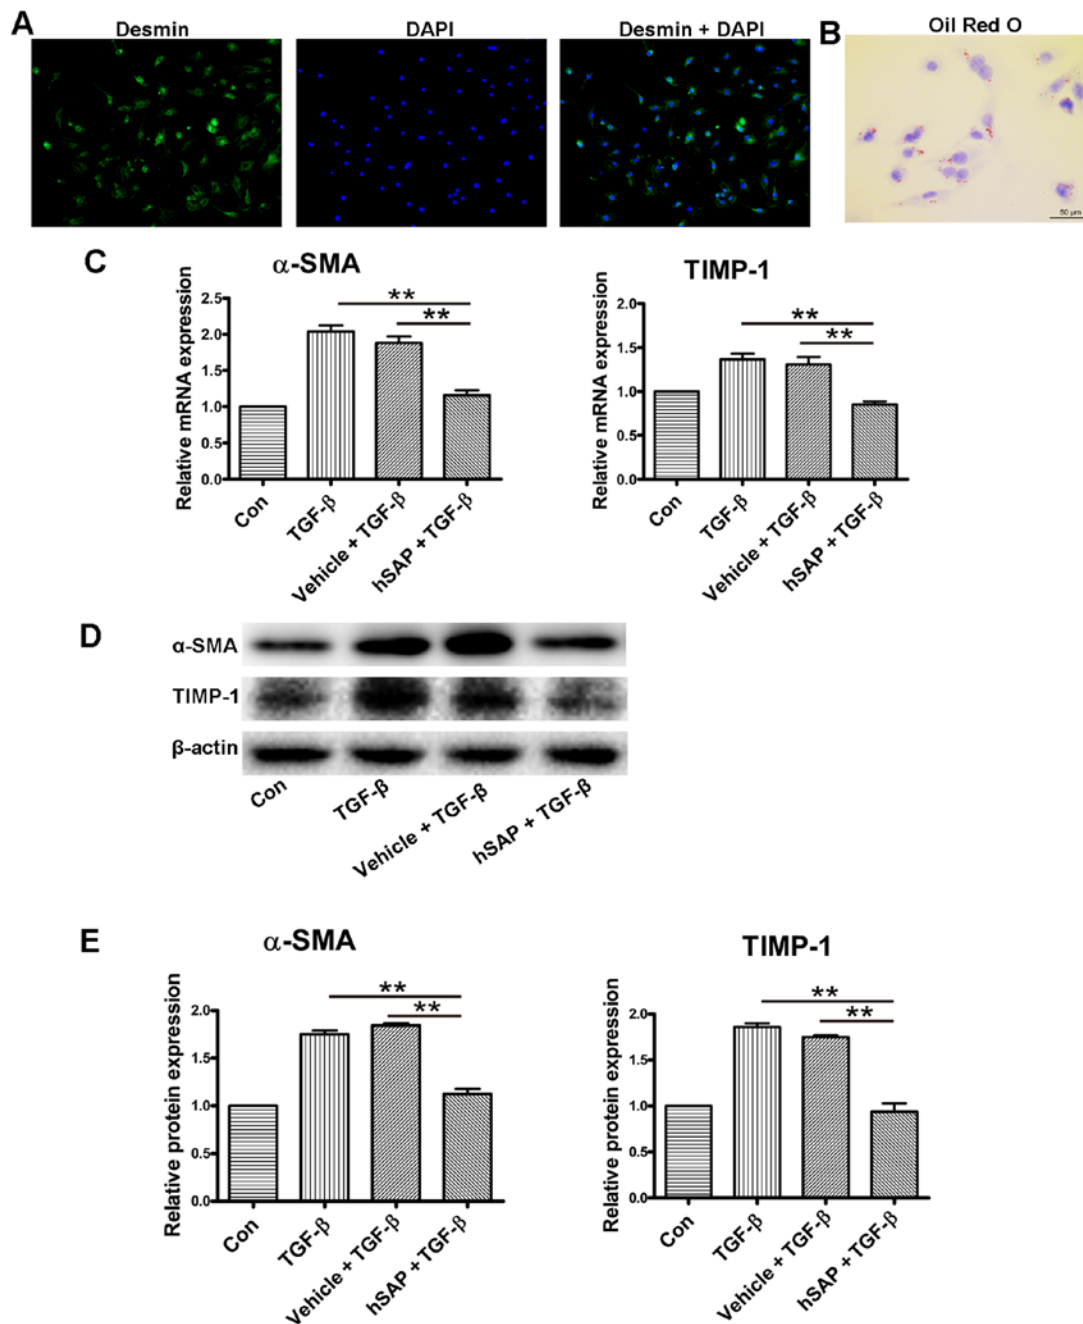 A
Desmin
DAPI
Desmin + DAPI
B
Oil Red O
50 µm
C
α-SMA
Relative mRNA expression
2.5
2.0
1.5
1.0
0.5
0.0
**
**
Con
TGF-β
Vehicle + TGF-β
hSAP + TGF-β
TIMP-1
Relative mRNA expression
2.0
1.5
1.0
0.5
0.0
**
**
Con
TGF-β
Vehicle + TGF-β
hSAP + TGF-β
D
α-SMA
TIMP-1
β-actin
Con
TGF-β
Vehicle + TGF-β
hSAP + TGF-β
E
α-SMA
Relative protein expression
2.0
1.5
1.0
0.5
0.0
**
**
Con
TGF-β
Vehicle + TGF-β
hSAP + TGF-β
TIMP-1
Relative protein expression
2.0
1.5
1.0
0.5
0.0
**
**
Con
TGF-β
Vehicle + TGF-β
hSAP + TGF-β